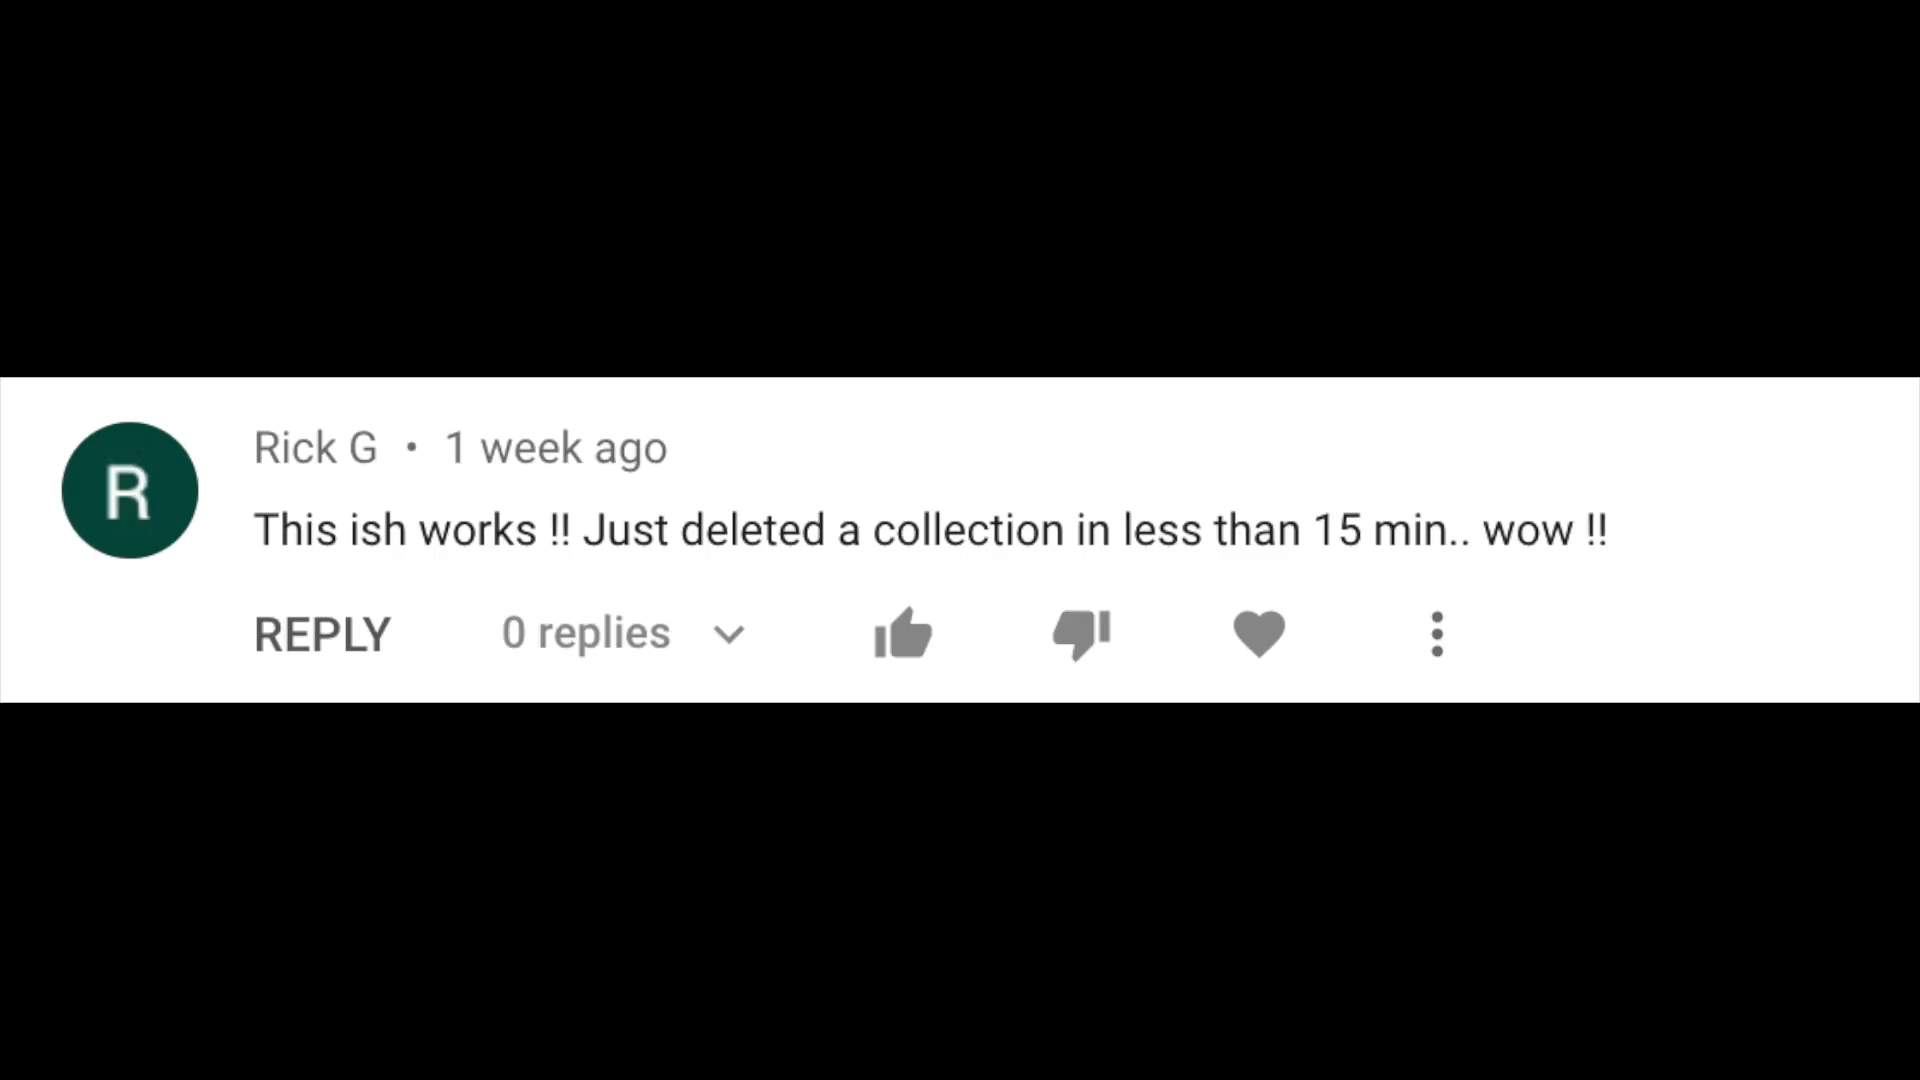 R
Rick G • 1 week ago
This ish works !! Just deleted a collection in less than 15 min.. wow !!
REPLY 0 replies